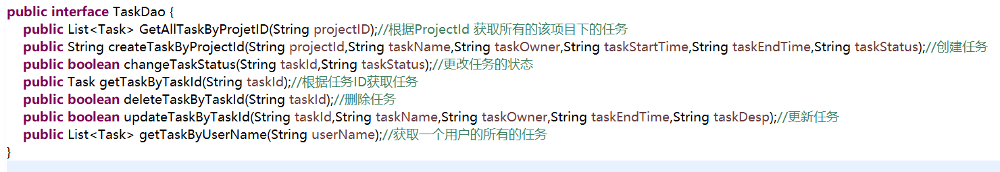 public interface TaskDao {
public List<Task> GetAllTaskByProjetID(String projectID);//根据ProjectId 获取所有的该项目下的任务
public String createTaskByProjectId(String projectId,String taskName,String taskOwner,String taskStartTime,String taskEndTime,String taskStatus);//创建任务
public boolean changeTaskStatus(String taskId,String taskStatus);//更改任务的状态
public Task getTaskByTaskId(String taskId);//根据任务ID获取任务
public boolean deleteTaskByTaskId(String taskId);//删除任务
public boolean updateTaskByTaskId(String taskId,String taskName,String taskOwner,String taskEndTime,String taskDesp);//更新任务
public List<Task> getTaskByUserName(String userName);//获取一个用户的所有的任务
}